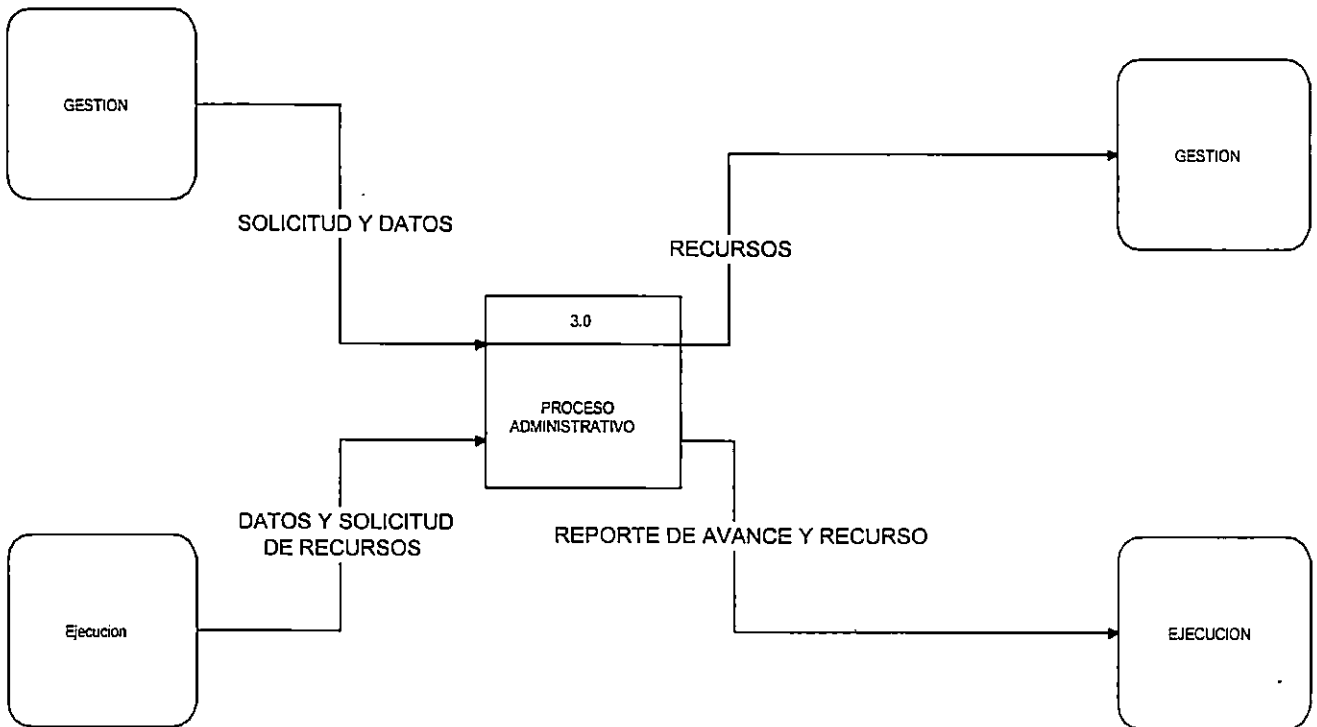 GESTION
GESTION
SOLICITUD Y DATOS
RECURSOS
3.0
PROCESO
ADMINISTRATIVO
DATOS Y SOLICITUD
DE RECURSOS
REPORTE DE AVANCE Y RECURSO
Ejecucion
EJECUCION